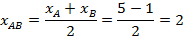 x_AB = (x_A + x_B)/2 = (5 − 1)/2 = 2